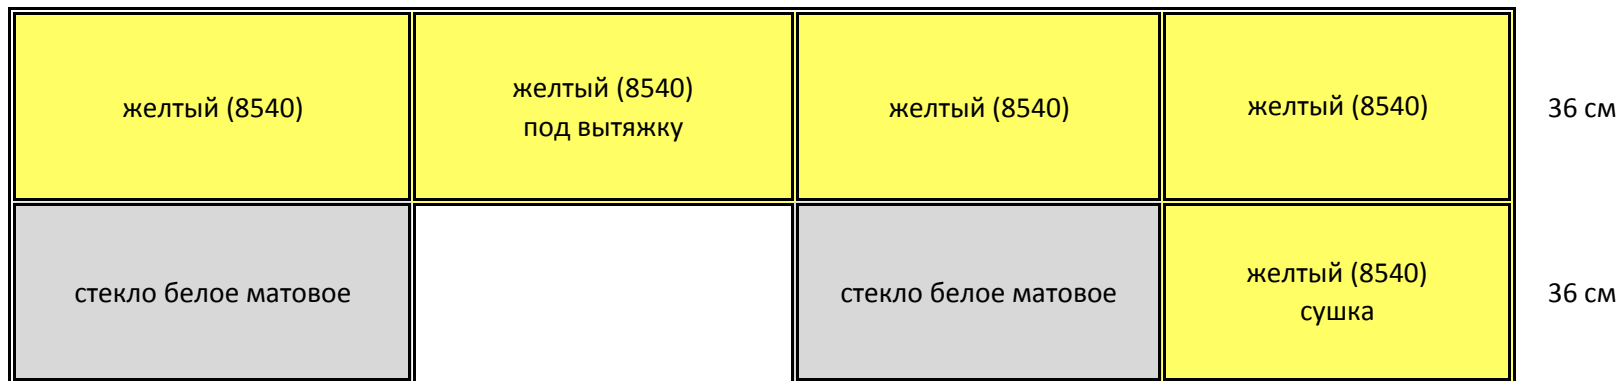 желтый (8540)
желтый (8540)
под вытяжку
желтый (8540)
желтый (8540)
36 см
стекло белое матовое
стекло белое матовое
желтый (8540)
сушка
36 см